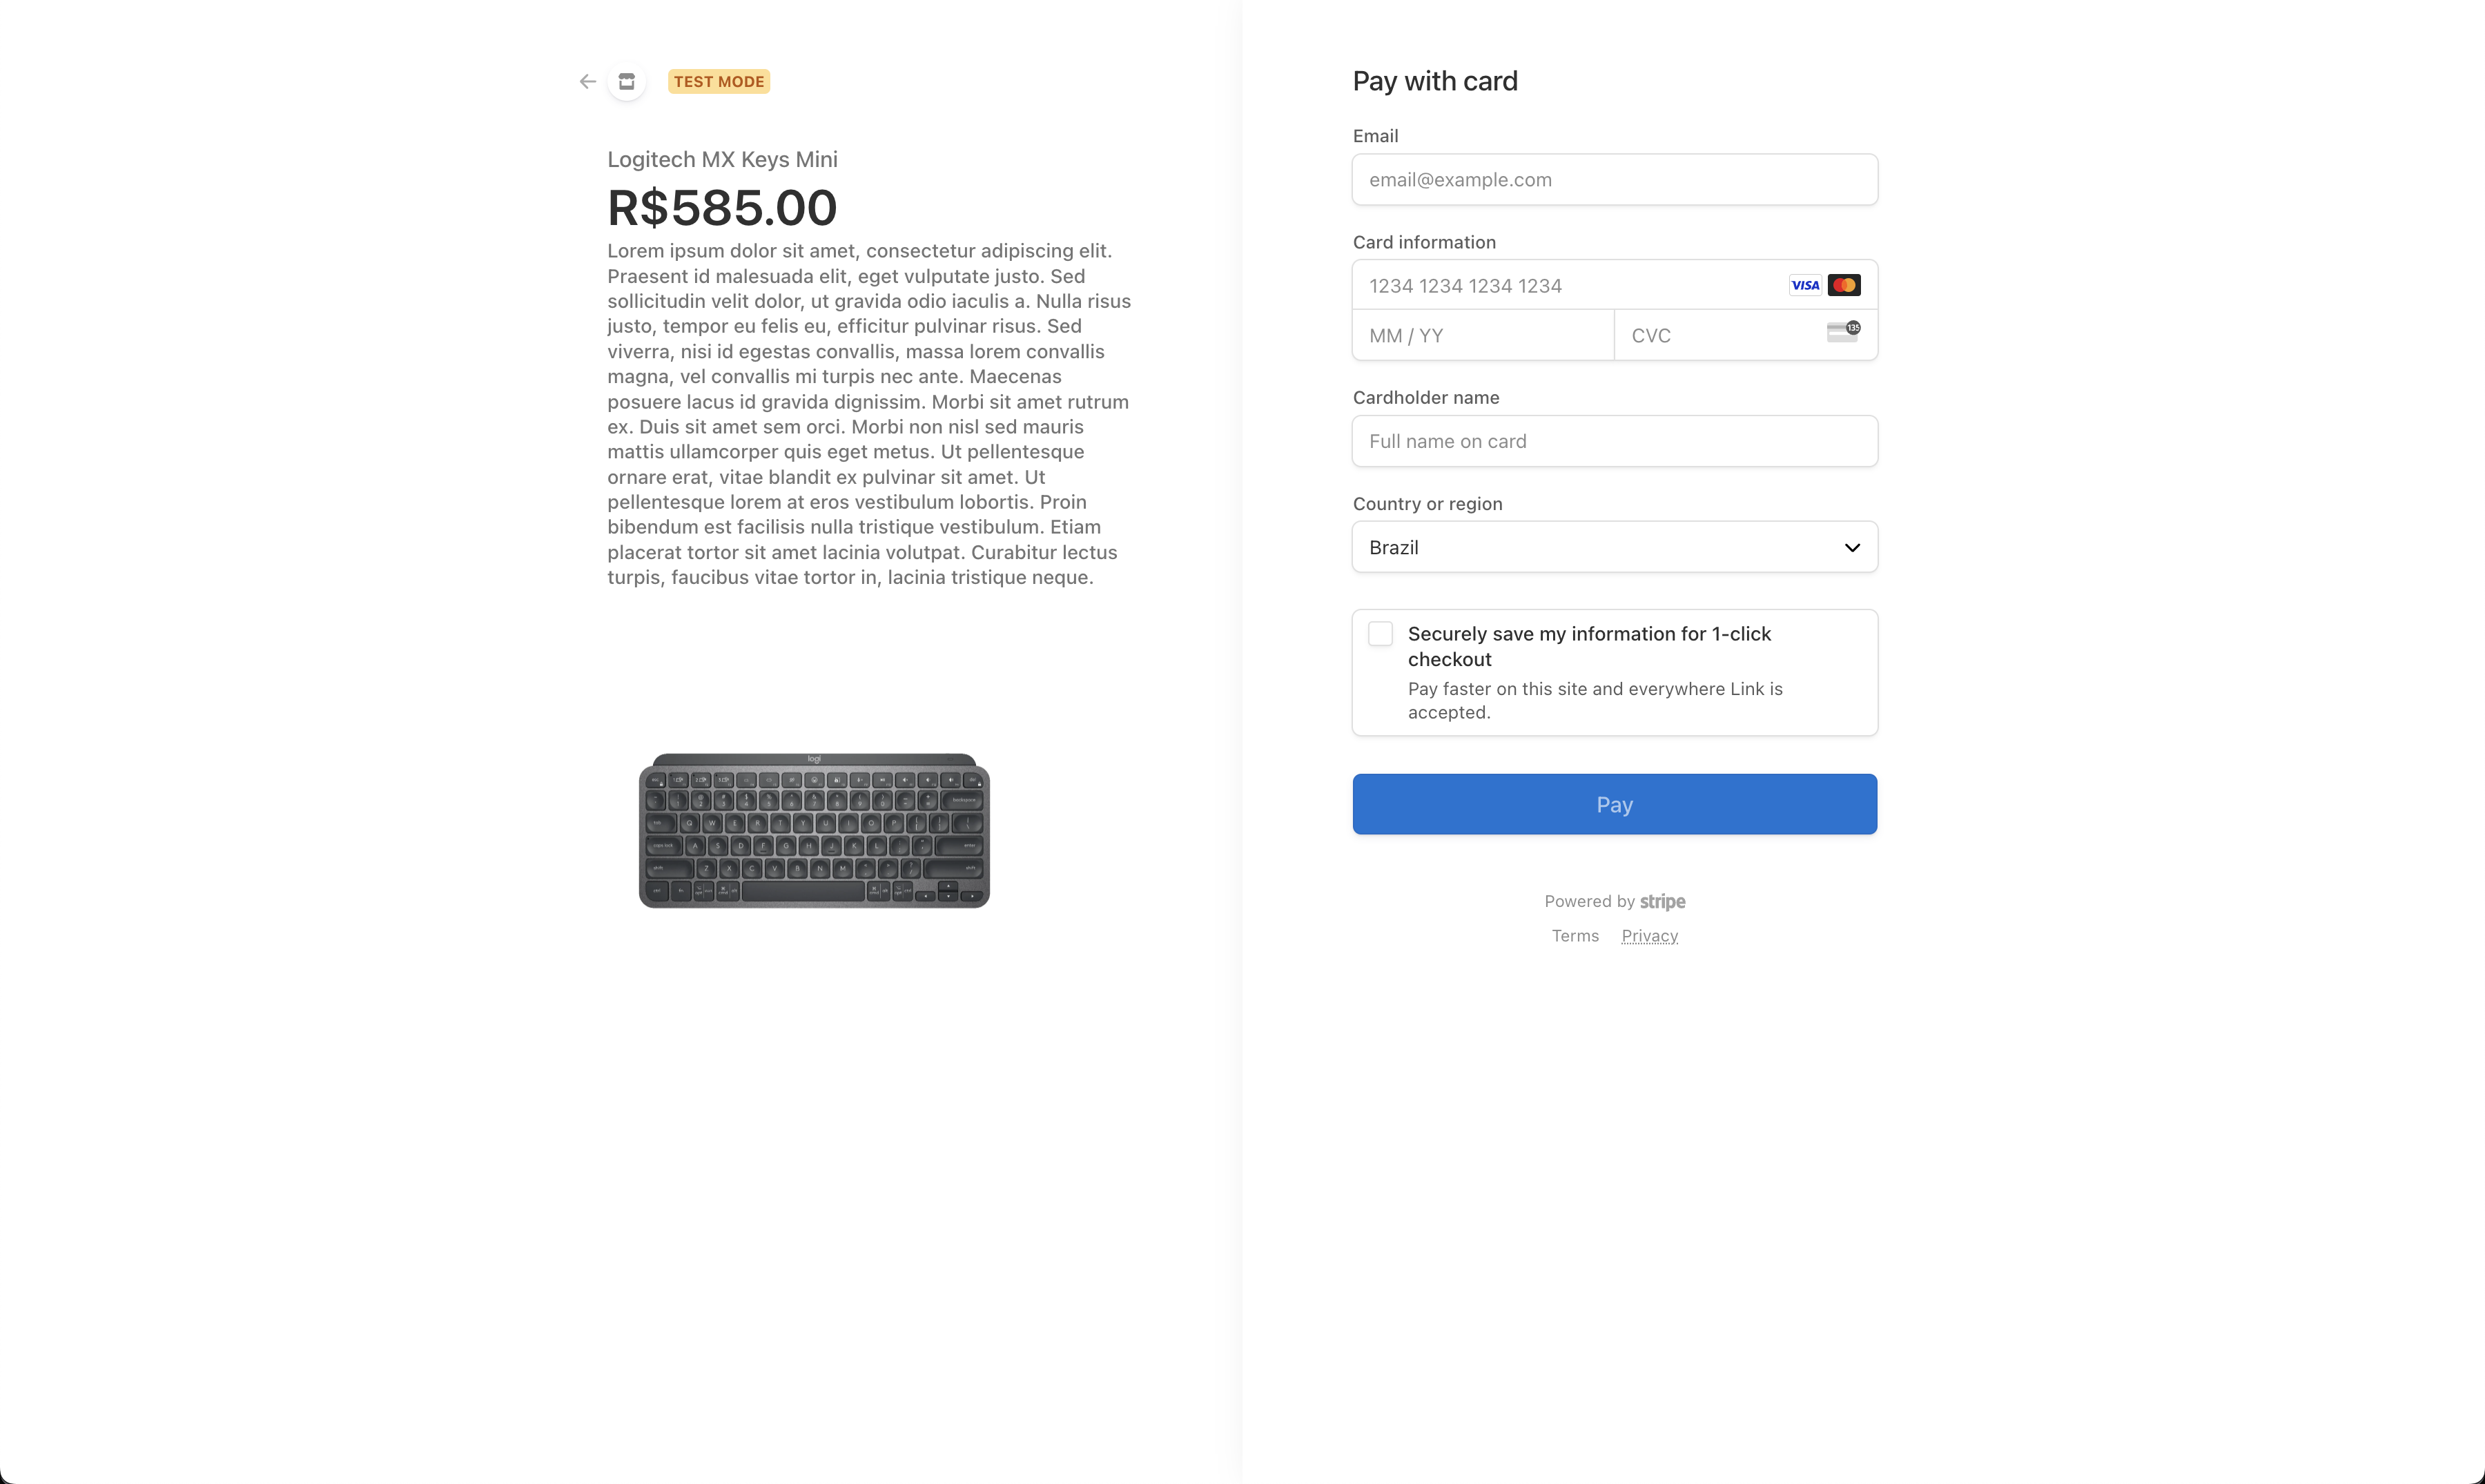 TEST MODE
Logitech MX Keys Mini
R$585.00
Lorem ipsum dolor sit amet, consectetur adipiscing elit.
Praesent id malesuada elit, eget vulputate justo. Sed
sollicitudin velit dolor, ut gravida odio iaculis a. Nulla risus
justo, tempor eu felis eu, efficitur pulvinar risus. Sed
viverra, nisi id egestas convallis, massa lorem convallis
magna, vel convallis mi turpis nec ante. Maecenas
posuere lacus id gravida dignissim. Morbi sit amet rutrum
ex. Duis sit amet sem orci. Morbi non nisl sed mauris
mattis ullamcorper quis eget metus. Ut pellentesque
ornare erat, vitae blandit ex pulvinar sit amet. Ut
pellentesque lorem at eros vestibulum lobortis. Proin
bibendum est facilisis nulla tristique vestibulum. Etiam
placerat tortor sit amet lacinia volutpat. Curabitur lectus
turpis, faucibus vitae tortor in, lacinia tristique neque.
logi
backspace
Q W E R T Y U I O P
caps lock A S D F G H J K L enter
shift Z X C V B N M shift
Pay with card
Email
email@example.com
Card information
1234 1234 1234 1234 VISA
MM / YY CVC 135
Cardholder name
Full name on card
Country or region
Brazil
Securely save my information for 1-click
checkout
Pay faster on this site and everywhere Link is
accepted.
Pay
Powered by stripe
Terms Privacy